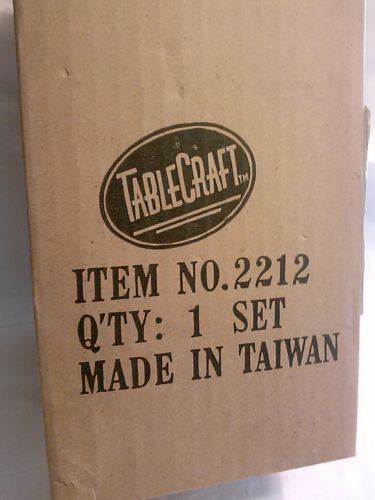 TABLECRAFT™
ITEM NO. 2212
Q'TY: 1 SET
MADE IN TAIWAN